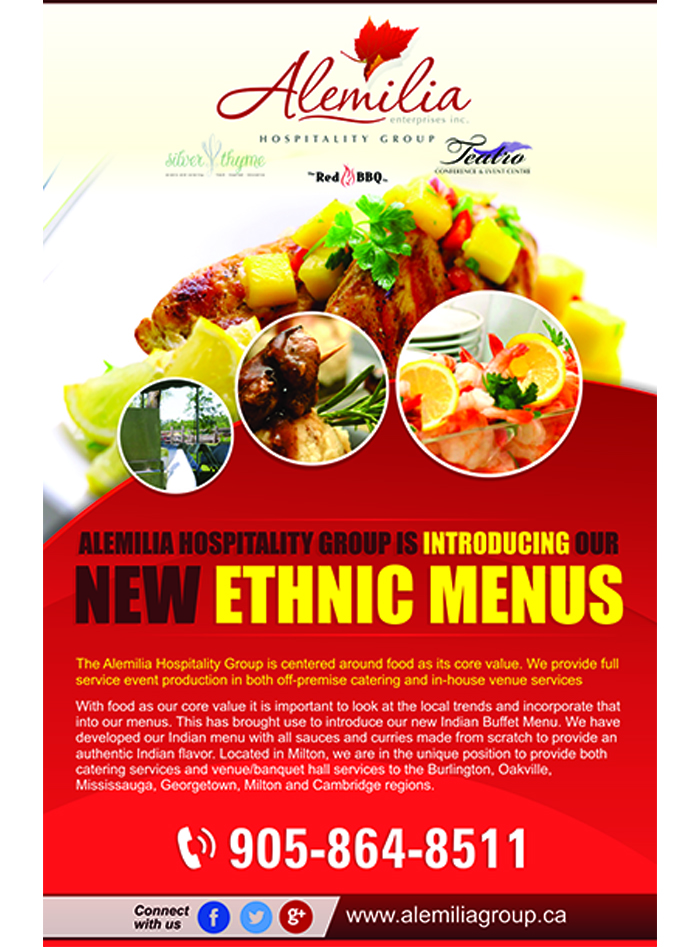 Alemilia
enterprises inc.
HOSPITALITY GROUP
silver thyme
Teatro
CONFERENCE & EVENT CENTRE
The Red BBQ
ALEMILIA HOSPITALITY GROUP IS INTRODUCING OUR
NEW ETHNIC MENUS
The Alemilia Hospitality Group is centered around food as its core value. We provide full
service event production in both off-premise catering and in-house venue services
With food as our core value it is important to look at the local trends and incorporate that
into our menus. This has brought use to introduce our new Indian Buffet Menu. We have
developed our Indian menu with all sauces and curries made from scratch to provide an
authentic Indian flavor. Located in Milton, we are in the unique position to provide both
catering services and venue/banquet hall services to the Burlington, Oakville,
Mississauga, Georgetown, Milton and Cambridge regions.
905-864-8511
Connect
with us
f
g+
www.alemiliagroup.ca